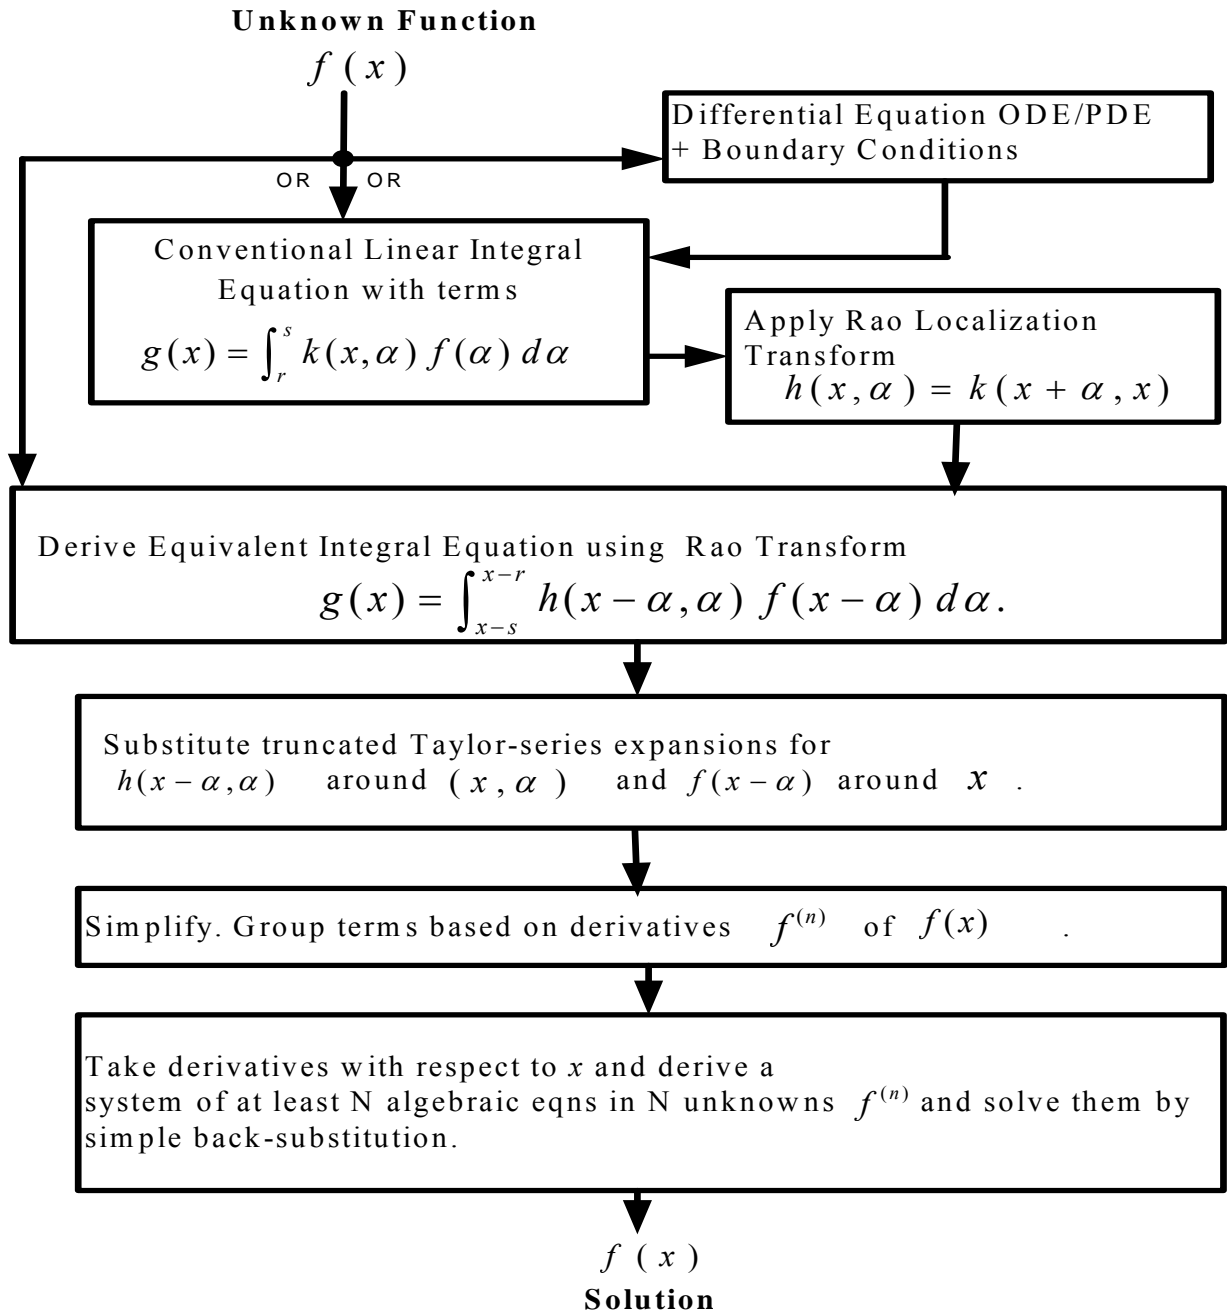 Unknown Function
f ( x )
Differential Equation ODE/PDE
+ Boundary Conditions
OR OR
Conventional Linear Integral
Equation with terms
g(x) = ∫_r^s k(x, α) f(α) dα
Apply Rao Localization
Transform
h(x, α) = k(x + α, x)
Derive Equivalent Integral Equation using Rao Transform
g(x) = ∫_{x−s}^{x−r} h(x − α, α) f(x − α) dα.
Substitute truncated Taylor-series expansions for
h(x − α, α) around (x, α) and f(x − α) around x .
Simplify. Group terms based on derivatives f^{(n)} of f(x) .
Take derivatives with respect to x and derive a
system of at least N algebraic eqns in N unknowns f^{(n)} and solve them by
simple back-substitution.
f ( x )
Solution